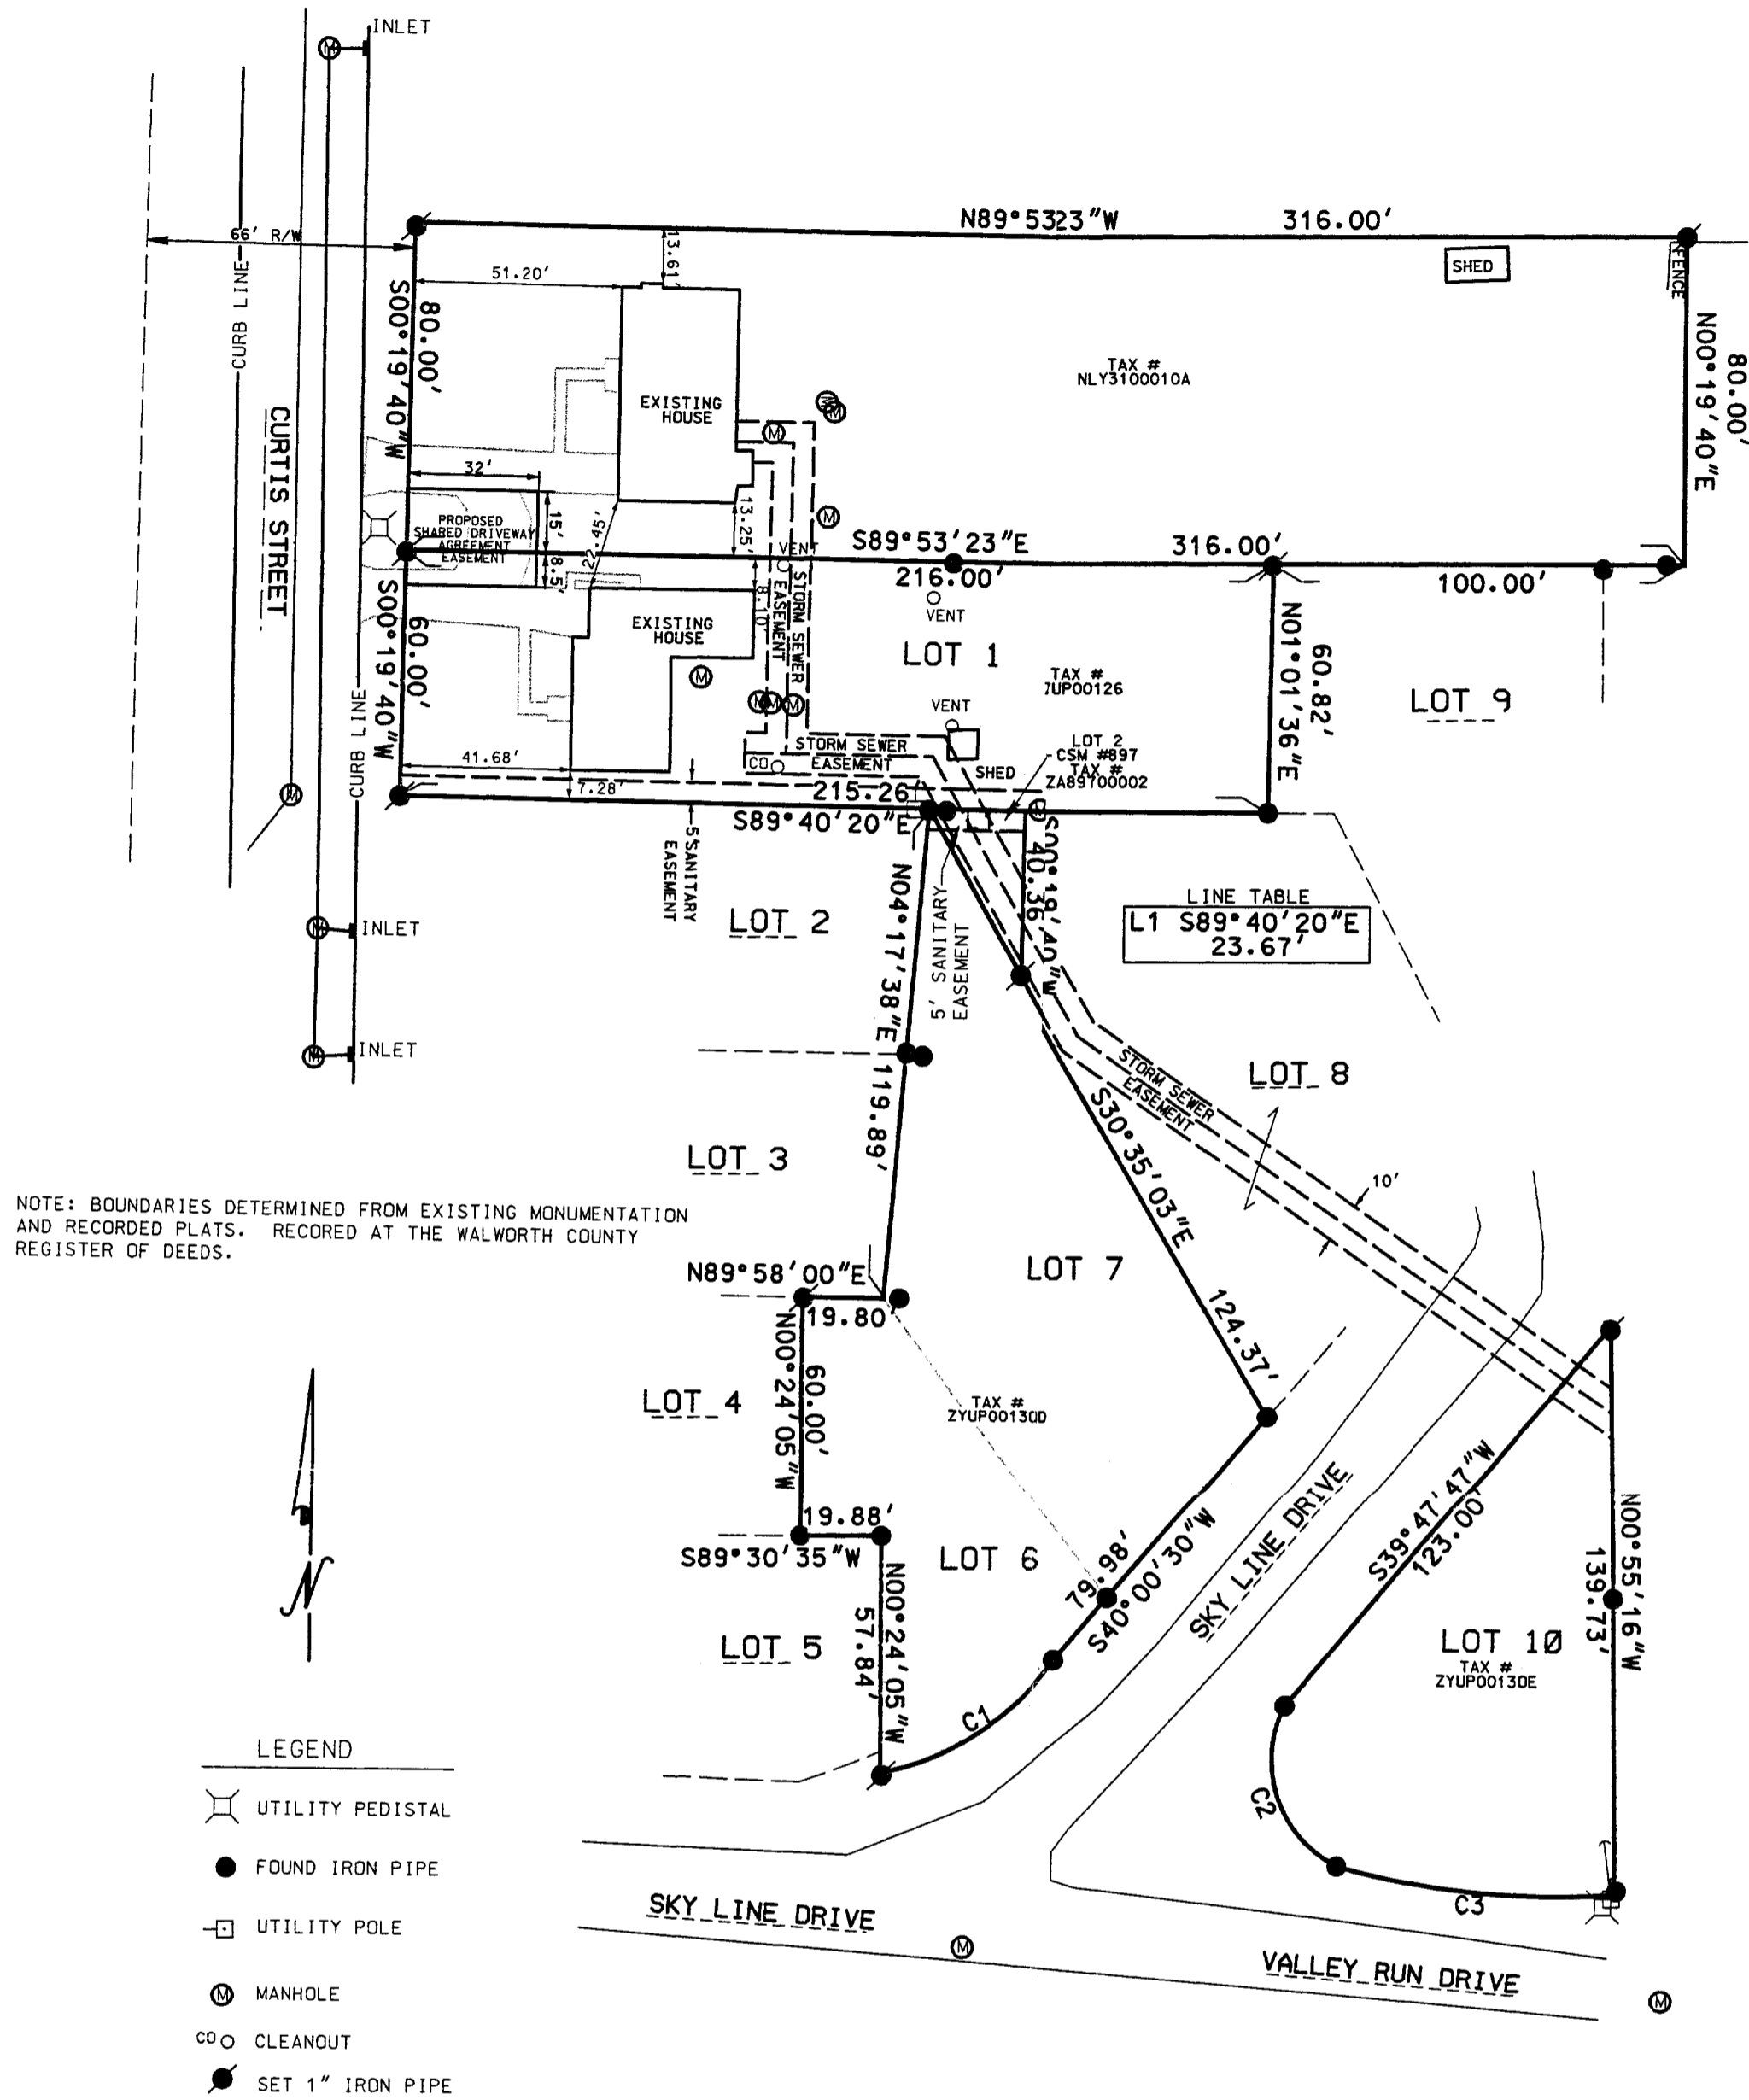 INLET
N89°53'23"W 316.00'
66' R/W
CURB LINE
CURTIS STREET
S00°19'40"W
80.00'
51.20'
13.61'
SHED
FENCE
N00°19'40"E
80.00'
TAX #
NLY3100010A
EXISTING
HOUSE
32'
PROPOSED
SHARED DRIVEWAY
AGREEMENT
EASEMENT
15'
8.5'
22.45'
13.25'
VENT
S89°53'23"E 316.00'
216.00'
100.00'
VENT
LOT 1
STORM SEWER
EASEMENT
8.10'
EXISTING
HOUSE
S00°19'40"W
60.00'
CURB LINE
TAX #
ZUP00126
N01°01'36"E
60.82'
LOT 9
VENT
STORM SEWER
EASEMENT
CO
SHED
LOT 2
CSM #897
TAX #
ZA89700002
41.68'
7.28'
215.26'
S89°40'20"E
5' SANITARY
EASEMENT
S00°19'40"W
40.36'
LINE TABLE
L1 S89°40'20"E
23.67'
LOT 2
N04°17'38"E 119.89'
5' SANITARY
EASEMENT
INLET
INLET
LOT 8
STORM SEWER
EASEMENT
10'
S30°35'03"E 124.37'
LOT 3
NOTE: BOUNDARIES DETERMINED FROM EXISTING MONUMENTATION
AND RECORDED PLATS. RECORED AT THE WALWORTH COUNTY
REGISTER OF DEEDS.
LOT 7
N89°58'00"E
19.80'
N00°24'05"W
60.00'
LOT 4
TAX #
ZYUP00130D
19.88'
S89°30'35"W
LOT 6
79.98'
S40°00'30"W
SKY LINE DRIVE
S39°47'47"W
123.00'
N00°55'16"W
139.73'
LOT 5
N00°24'05"W
57.84'
LOT 10
TAX #
ZYUP00130E
C1
C2
C3
N
LEGEND
UTILITY PEDISTAL
FOUND IRON PIPE
UTILITY POLE
M MANHOLE
CO CLEANOUT
SET 1" IRON PIPE
SKY LINE DRIVE
VALLEY RUN DRIVE